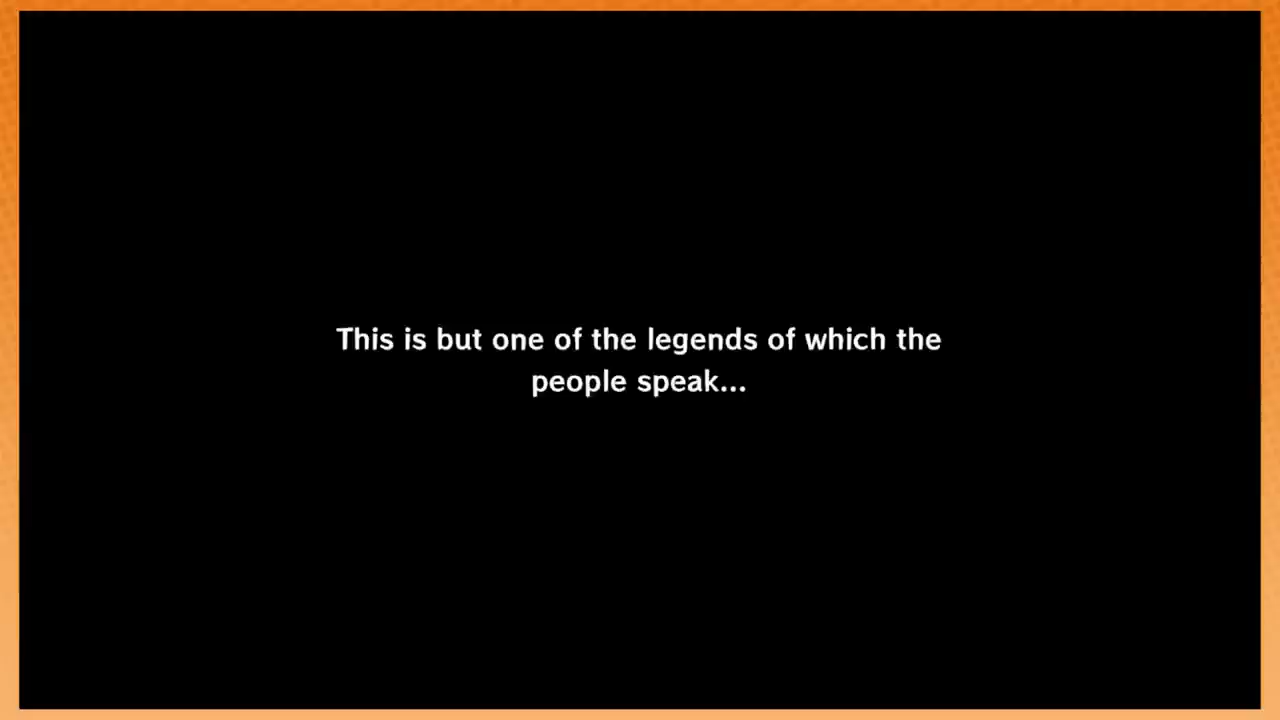 This is but one of the legends of which the
people speak...